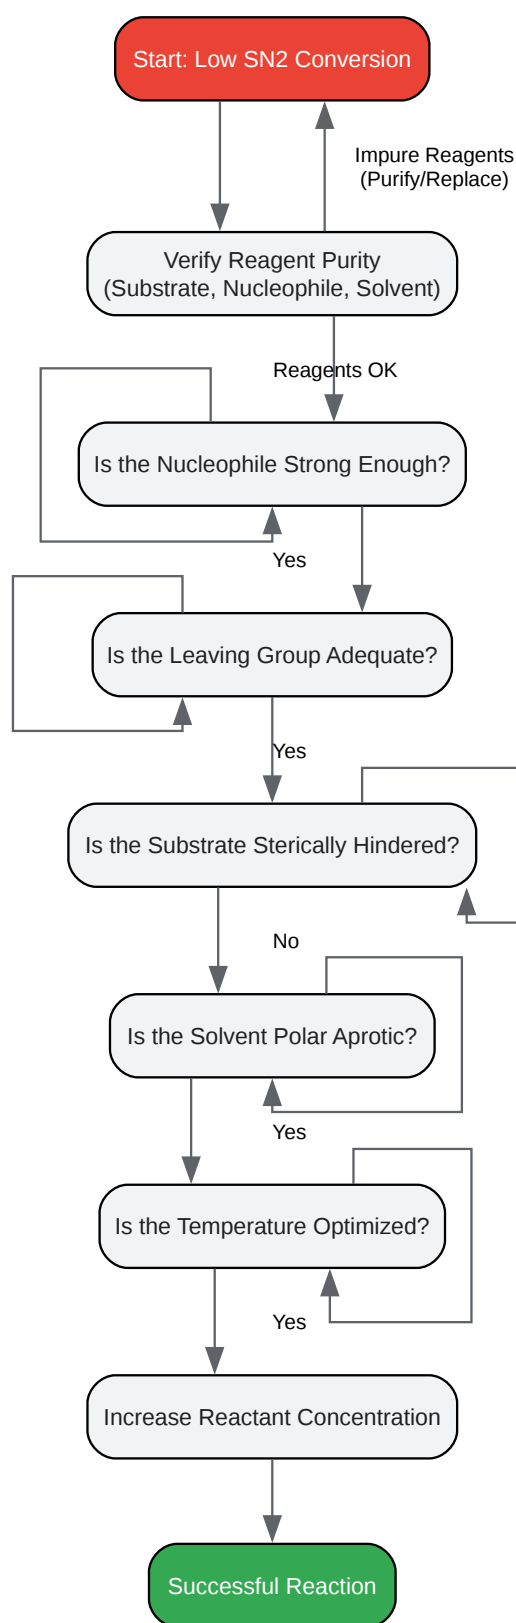 Start: Low SN2 Conversion
Impure Reagents
(Purify/Replace)
Verify Reagent Purity
(Substrate, Nucleophile, Solvent)
Reagents OK
Is the Nucleophile Strong Enough?
Yes
Is the Leaving Group Adequate?
Yes
Is the Substrate Sterically Hindered?
No
Is the Solvent Polar Aprotic?
Yes
Is the Temperature Optimized?
Yes
Increase Reactant Concentration
Successful Reaction